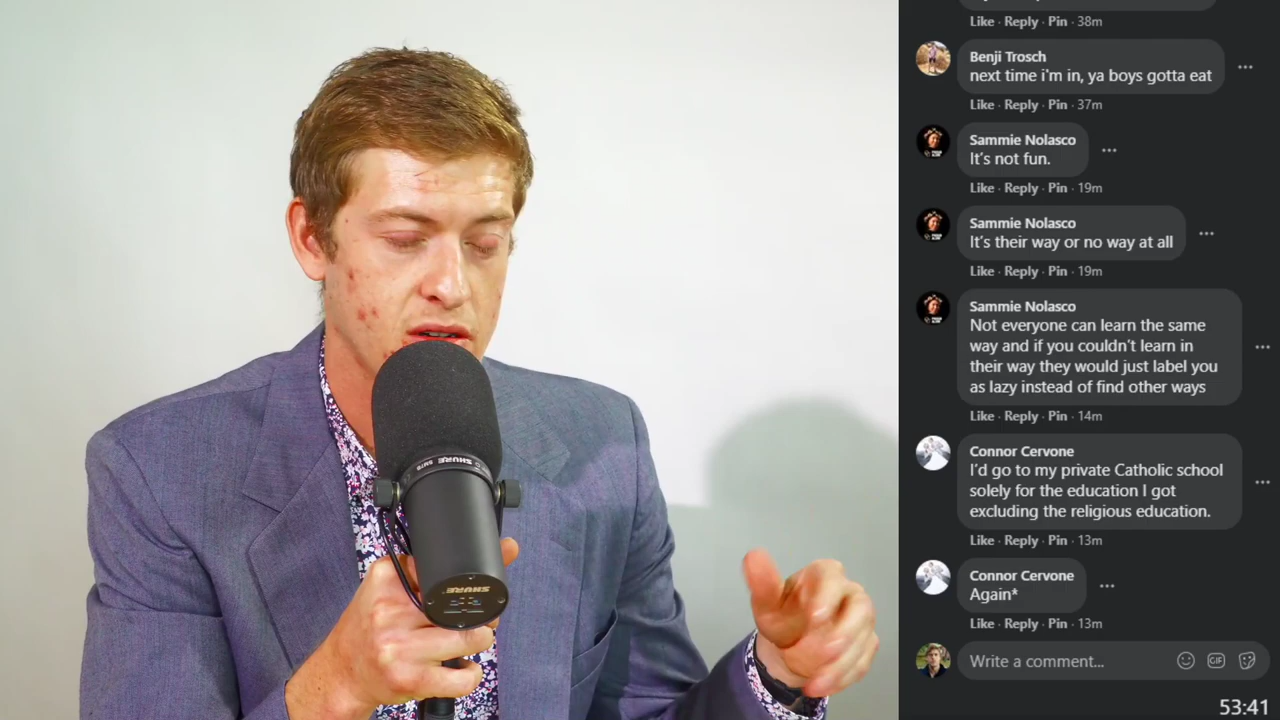 Like · Reply · Pin · 38m
Benji Trosch
next time i'm in, ya boys gotta eat
Like · Reply · Pin · 37m
Sammie Nolasco
It's not fun.
Like · Reply · Pin · 19m
Sammie Nolasco
It's their way or no way at all
Like · Reply · Pin · 19m
Sammie Nolasco
Not everyone can learn the same
way and if you couldn't learn in
their way they would just label you
as lazy instead of find other ways
Like · Reply · Pin · 14m
Connor Cervone
I'd go to my private Catholic school
solely for the education I got
excluding the religious education.
Like · Reply · Pin · 13m
Connor Cervone
Again*
Like · Reply · Pin · 13m
Write a comment...
GIF
53:41
SHURE SM7B
SHURE